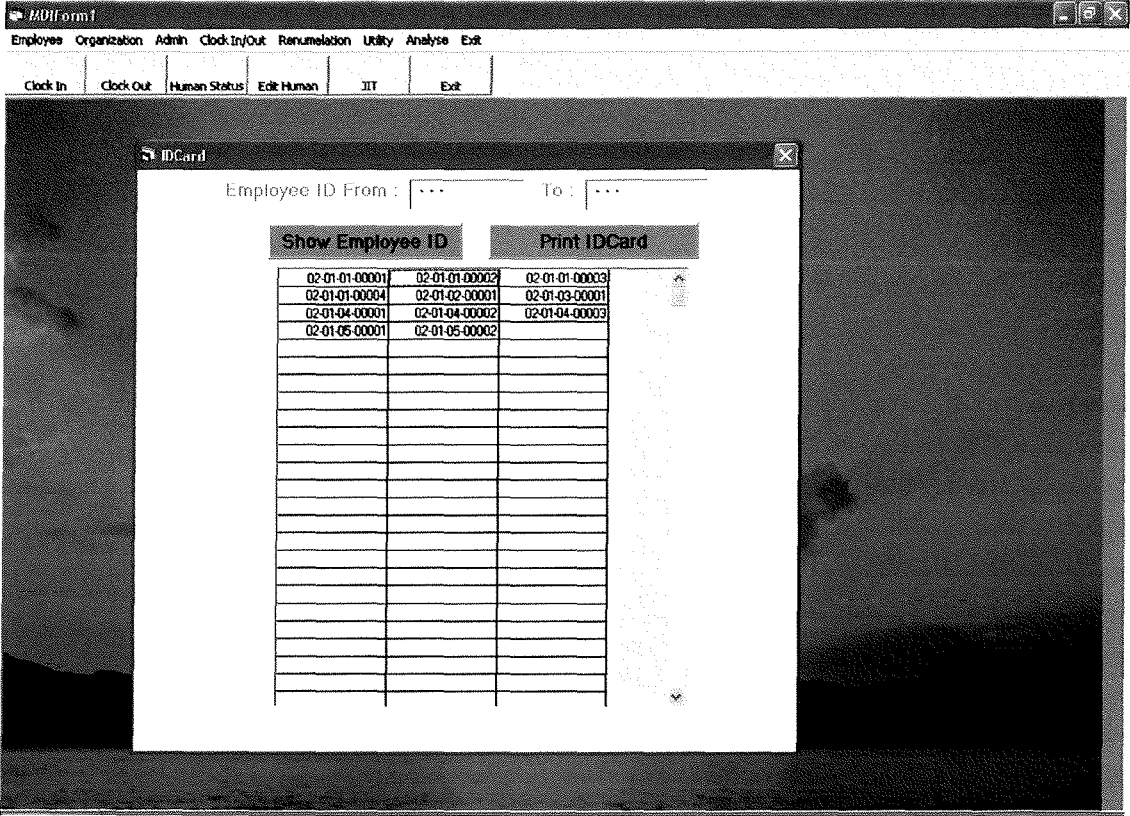 MDIForm1
Employee Organization Admin Clock In/Out Renumelation Utility Analyse Exit
Clock In Clock Out Human Status Edit Human JIT Exit
IDCard
Employee ID From : - - - To : - - -
Show Employee ID Print IDCard
02-01-01-00001 02-01-01-00002 02-01-01-00003
02-01-01-00004 02-01-02-00001 02-01-03-00001
02-01-04-00001 02-01-04-00002 02-01-04-00003
02-01-05-00001 02-01-05-00002